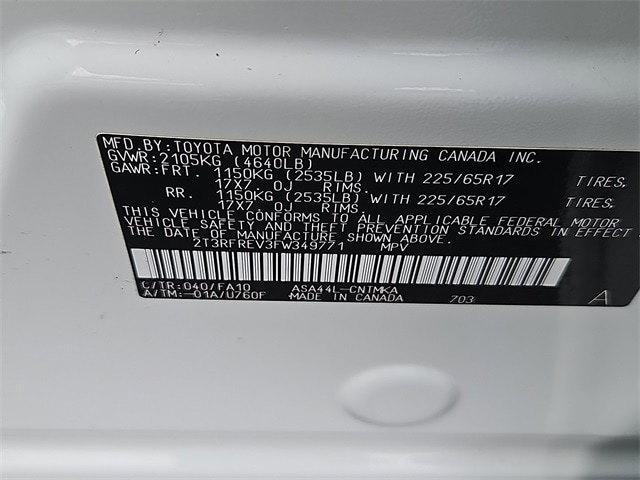 MFD.BY:TOYOTA MOTOR MANUFACTURING CANADA INC.
GVWR:2105KG (4640LB)
GAWR:FRT. 1150KG (2535LB) WITH 225/65R17 TIRES.
17X7. 0J RIMS.
RR. 1150KG (2535LB) WITH 225/65R17 TIRES.
17X7. 0J RIMS.
THIS VEHICLE CONFORMS TO ALL APPLICABLE FEDERAL MOTOR
VEHICLE SAFETY AND THEFT PREVENTION STANDARDS IN EFFECT
THE DATE OF MANUFACTURE SHOWN ABOVE.
2T3RFREV3FW349771 MPV
C/TR:040/FA10 ASA44L-CNTMKA
A/TM:-01A/U760F MADE IN CANADA 703 A